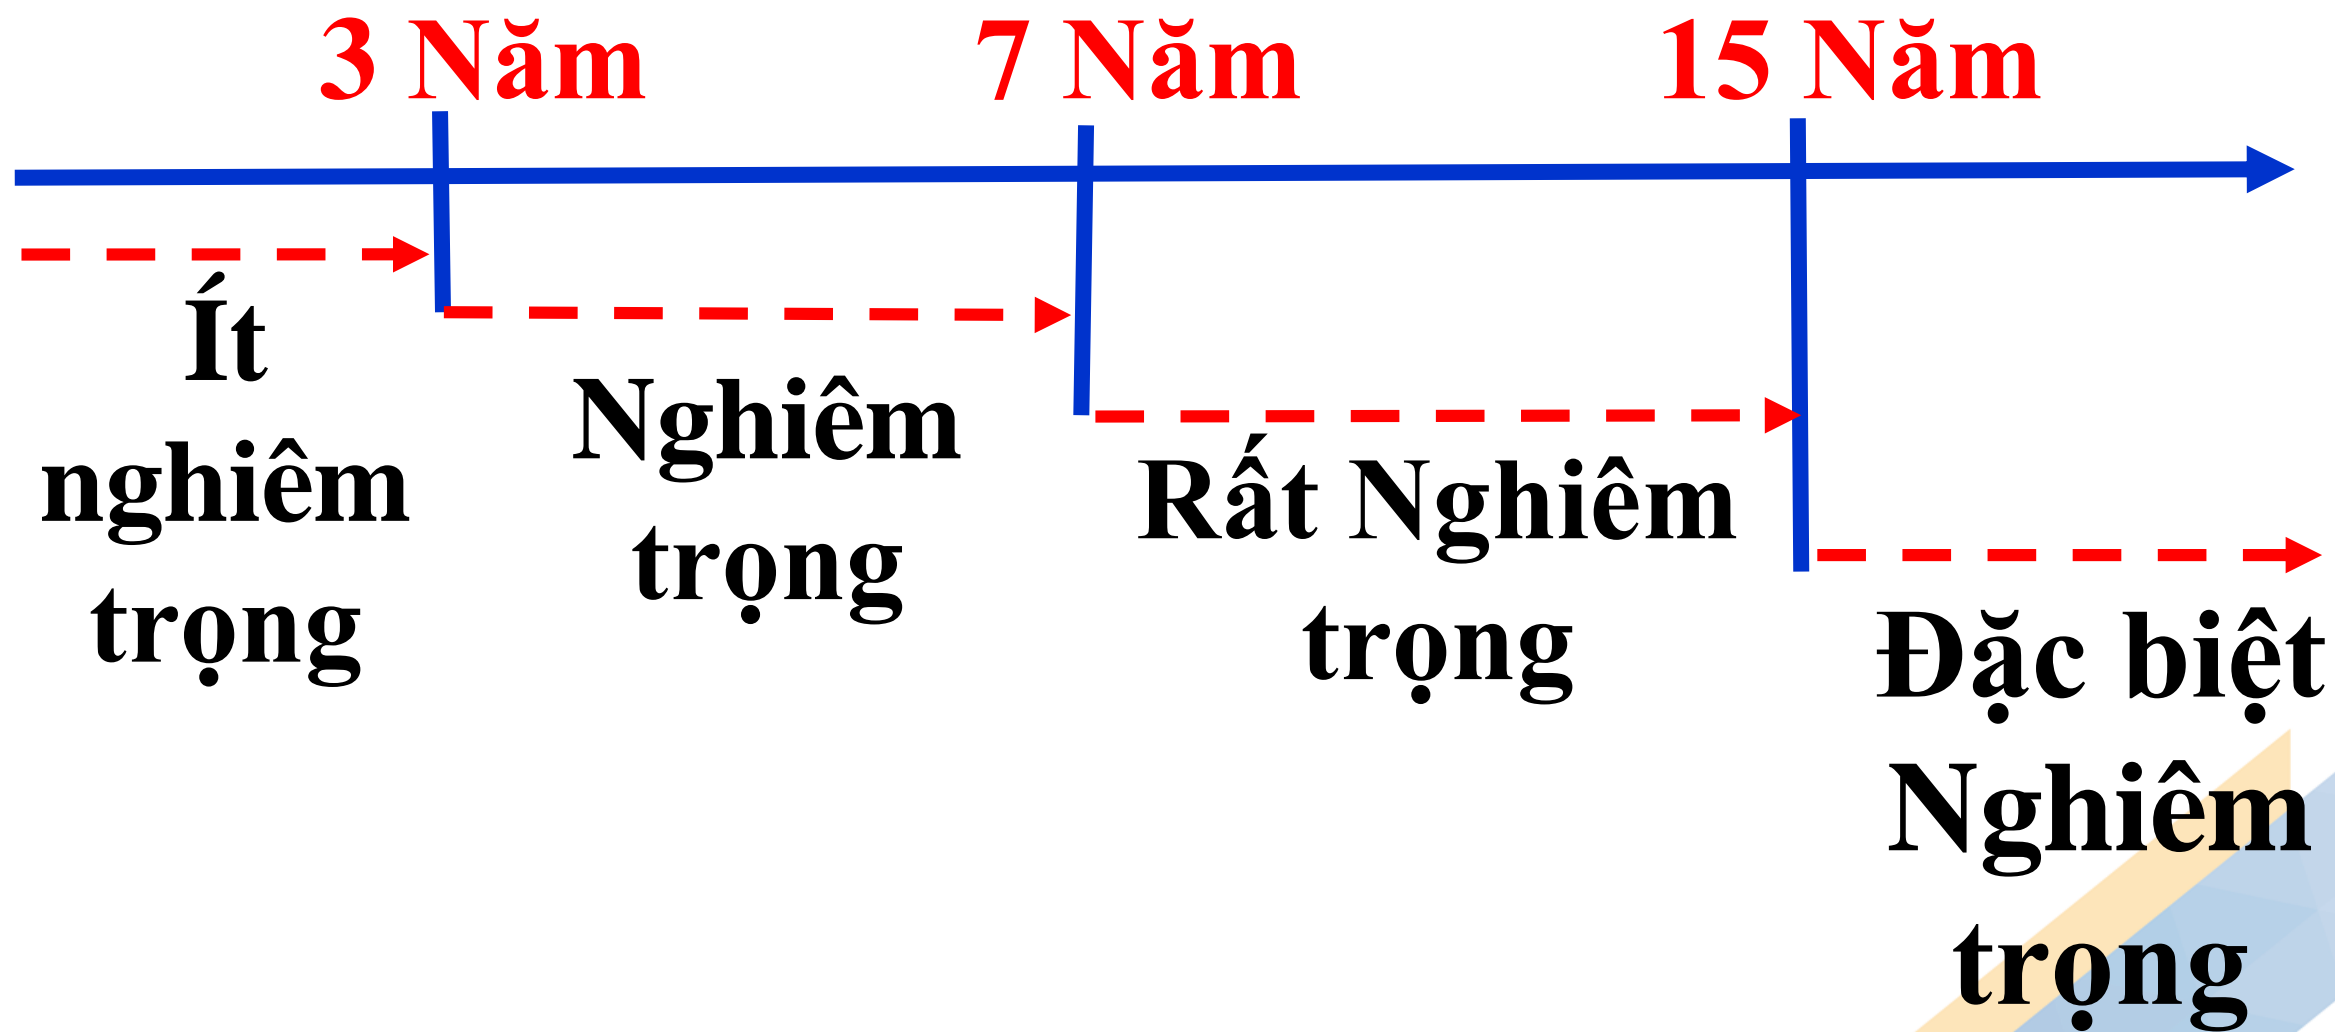 3 Năm
7 Năm
15 Năm
Ít
nghiêm
trọng
Nghiêm
trọng
Rất Nghiêm
trọng
Đặc biệt
Nghiêm
trọng